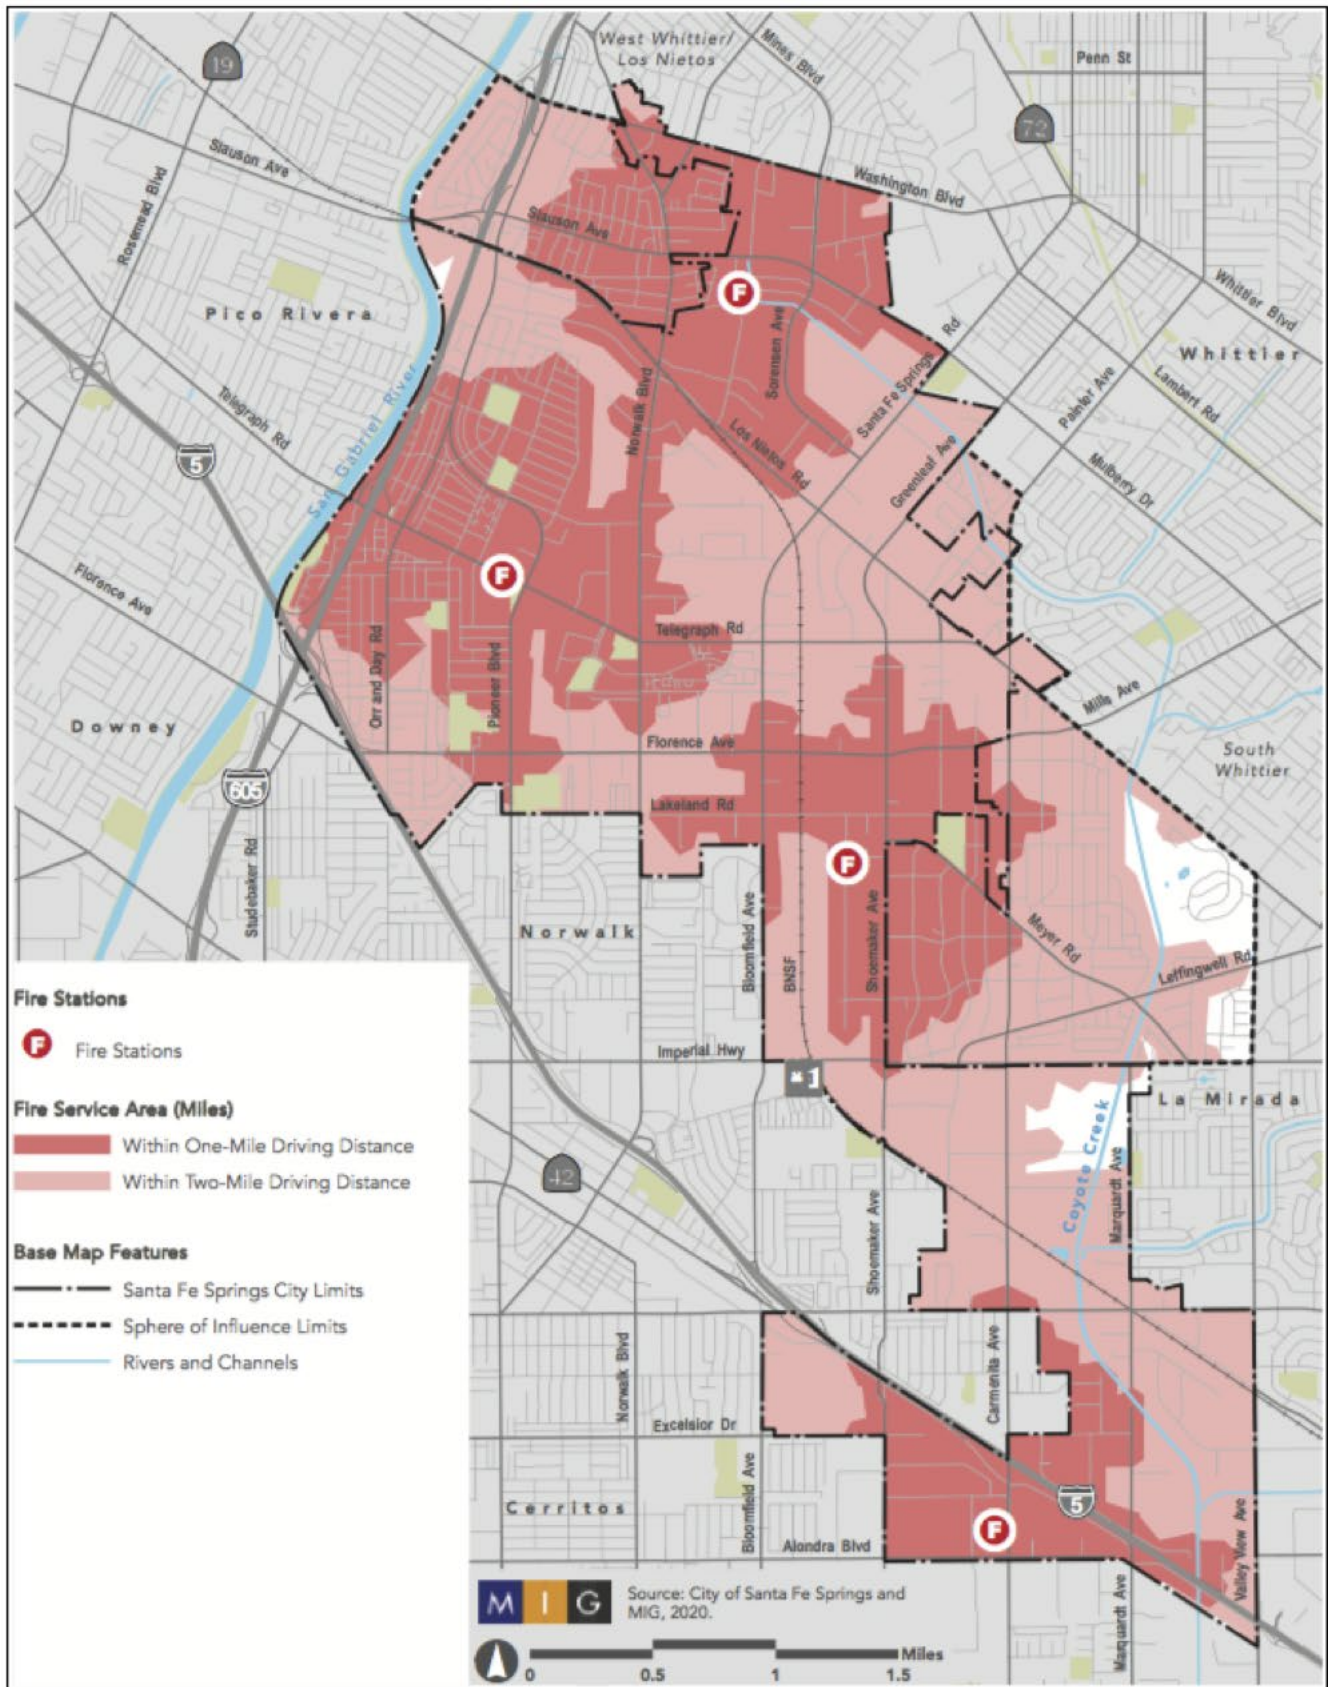 West Whittier/
Los Nietos
Mines Blvd
Penn St
19
72
Slauson Ave
Rosemead Blvd
Washington Blvd
Slauson Ave
F
Whittier Blvd
Pico Rivera
Sorensen Ave
Santa Fe Springs Rd
Whittier
Painter Ave
Lambert Rd
Telegraph Rd
San Gabriel River
Norwalk Blvd
Los Nietos Rd
Greenleaf Ave
Mulberry Dr
5
F
Florence Ave
Telegraph Rd
Orr and Day Rd
Pioneer Blvd
Mills Ave
Downey
Florence Ave
South
Whittier
605
Lakeland Rd
Studebaker Rd
F
Norwalk
Bloomfield Ave
BNSF
Shoemaker Ave
Meyer Rd
Leffingwell Rd
Imperial Hwy
1
La Mirada
42
Coyote Creek
Marquardt Ave
Shoemaker Ave
Norwalk Blvd
Carmenita Ave
Excelsior Dr
Cerritos
Bloomfield Ave
5
F
Alondra Blvd
Valley View Ave
Marquardt Ave
Fire Stations
F Fire Stations
Fire Service Area (Miles)
Within One-Mile Driving Distance
Within Two-Mile Driving Distance
Base Map Features
Santa Fe Springs City Limits
Sphere of Influence Limits
Rivers and Channels
M I G
Source: City of Santa Fe Springs and
MIG, 2020.
Miles
0 0.5 1 1.5